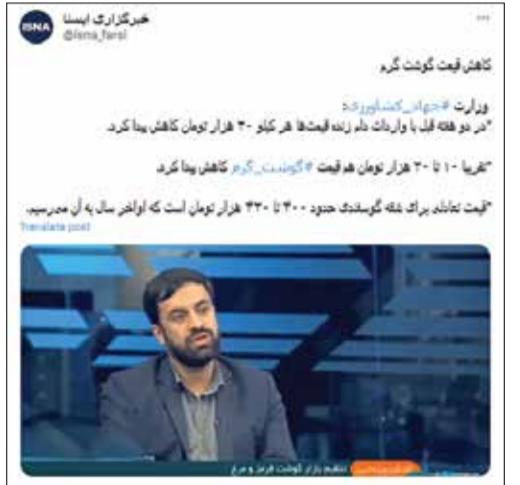 خبرگزاری ایسنا
@isna_farsi
ISNA
کاهش قیمت گوشت گرم
وزارت #جهاد_کشاورزی:
*در دو هفته قبل با واردات دام زنده قیمت‌ها هر کیلو ۳۰ هزار تومان کاهش پیدا کرد.
*تقریبا ۱۰ تا ۲۰ هزار تومان هم قیمت #گوشت_گرم کاهش پیدا کرد.
*قیمت تعادلی برای شقه گوسفندی حدود ۴۰۰ تا ۴۳۰ هزار تومان است که اواخر سال به آن می‌رسیم.
Translate post
تنظیم بازار گوشت قرمز و مرغ